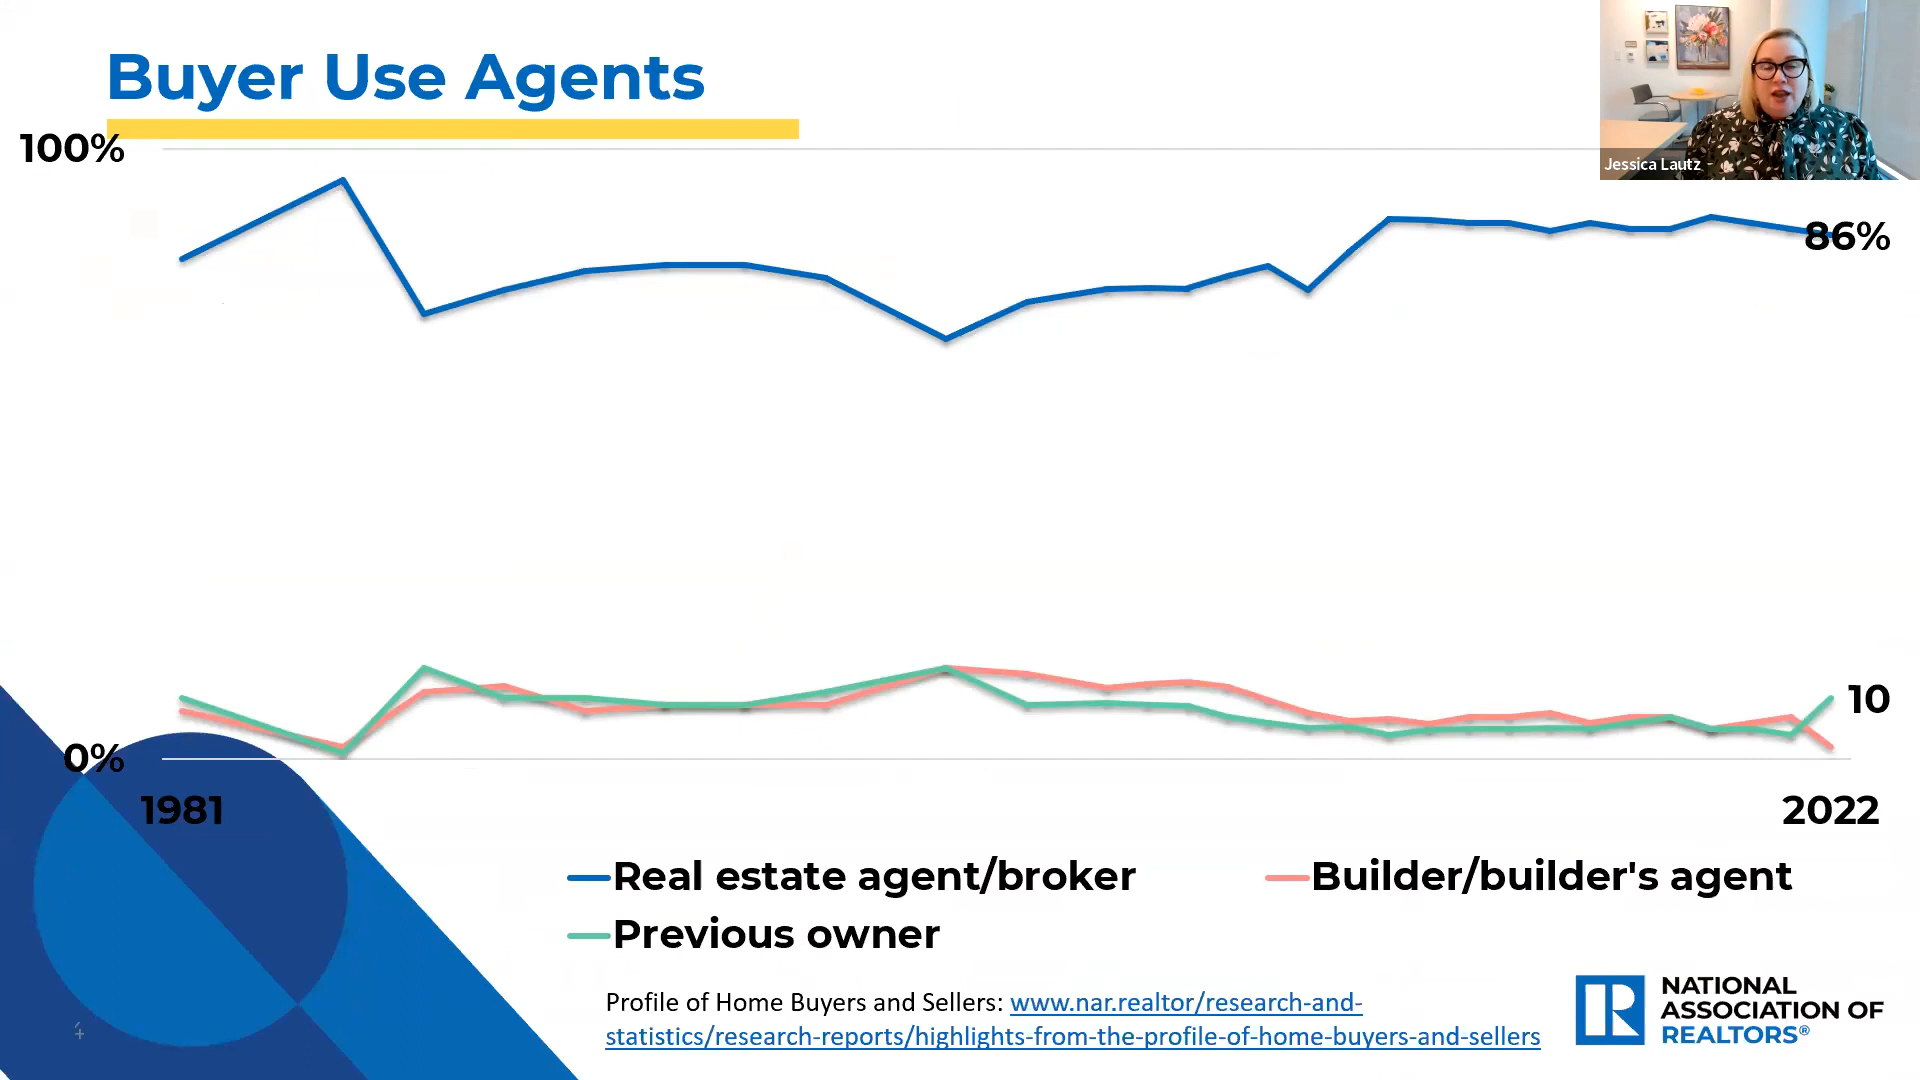 Buyer Use Agents
Jessica Lautz
100%
86%
10
0%
1981
2022
Real estate agent/broker
Builder/builder's agent
Previous owner
Profile of Home Buyers and Sellers: www.nar.realtor/research-and-
statistics/research-reports/highlights-from-the-profile-of-home-buyers-and-sellers
NATIONAL
ASSOCIATION OF
REALTORS®